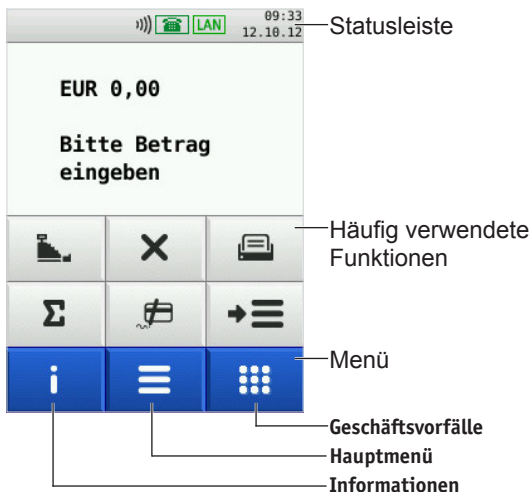 LAN
09:33
12.10.12
Statusleiste
EUR 0,00
Bitte Betrag
eingeben
Häufig verwendete
Funktionen
Menü
Geschäftsvorfälle
Hauptmenü
Informationen